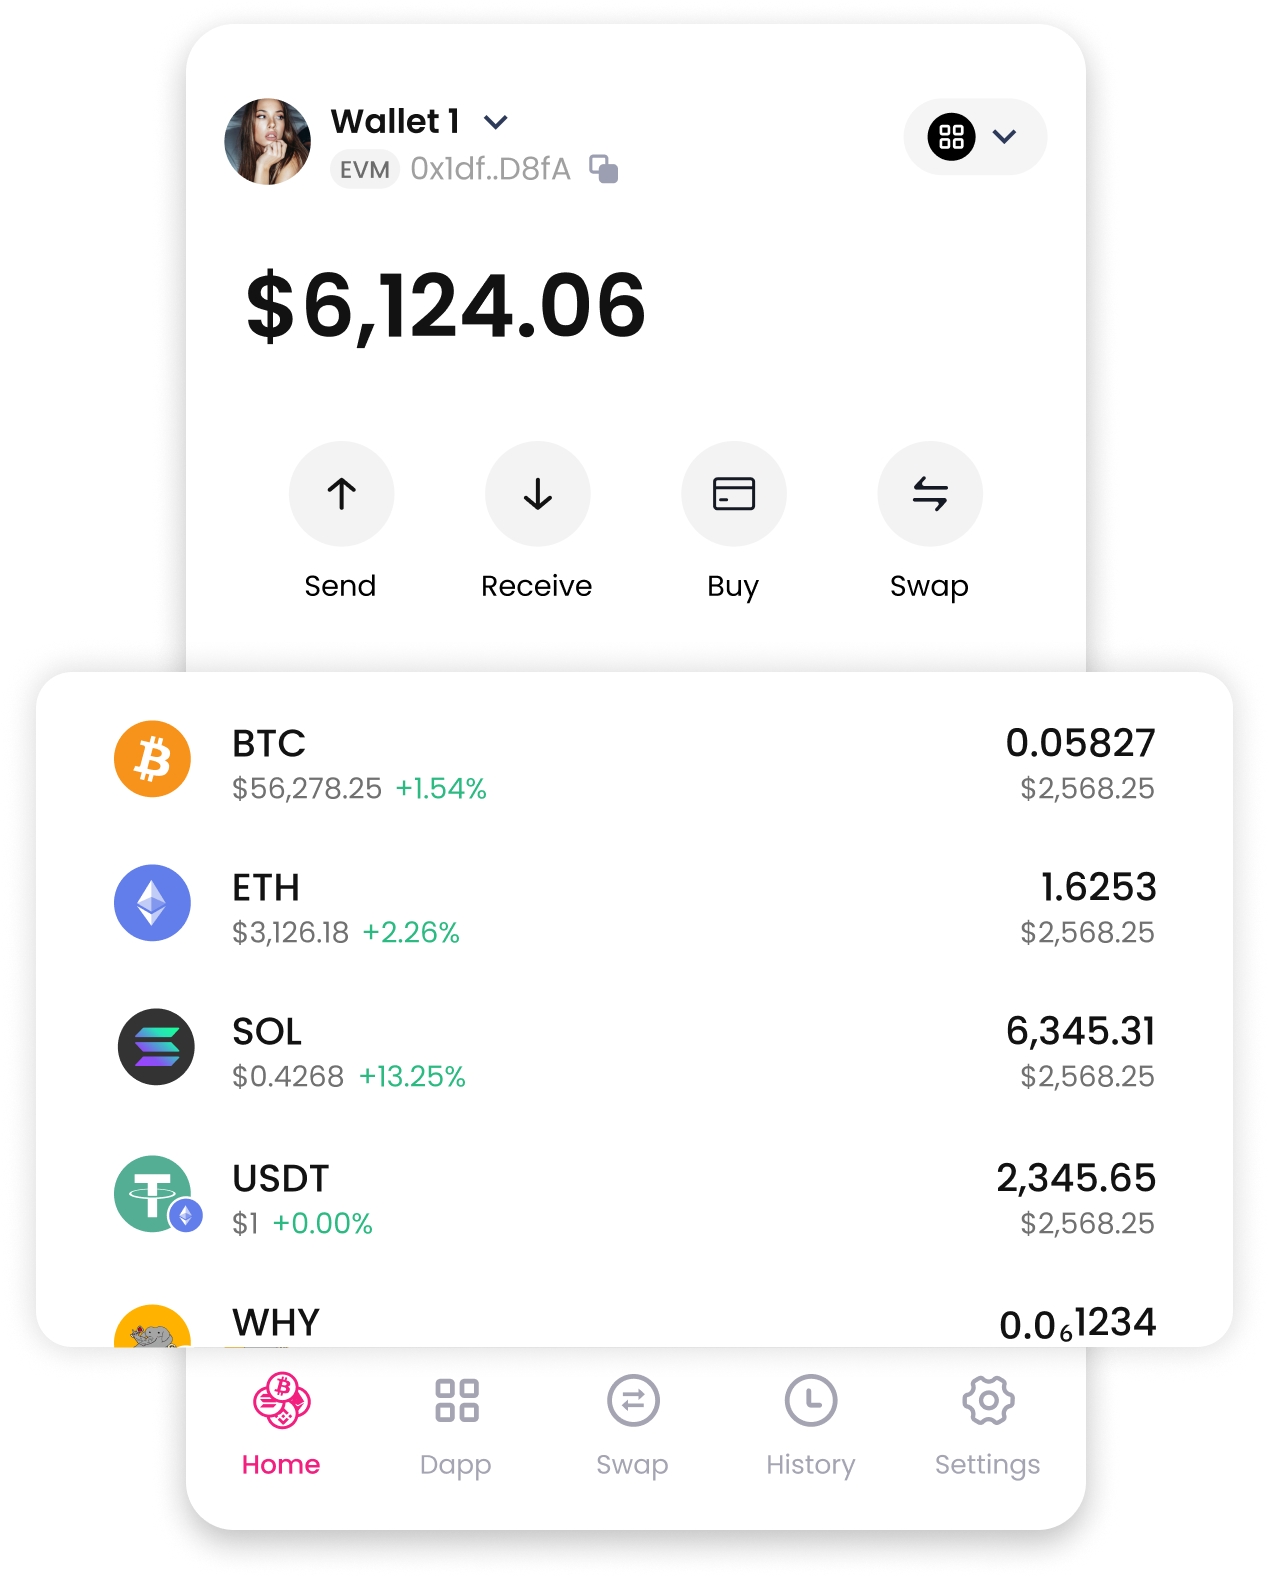 Wallet 1
EVM 0x1df..D8fA
$6,124.06
Send Receive Buy Swap
BTC 0.05827
$56,278.25 +1.54% $2,568.25
ETH 1.6253
$3,126.18 +2.26% $2,568.25
SOL 6,345.31
$0.4268 +13.25% $2,568.25
USDT 2,345.65
$1 +0.00% $2,568.25
WHY 0.0₆1234
Home Dapp Swap History Settings